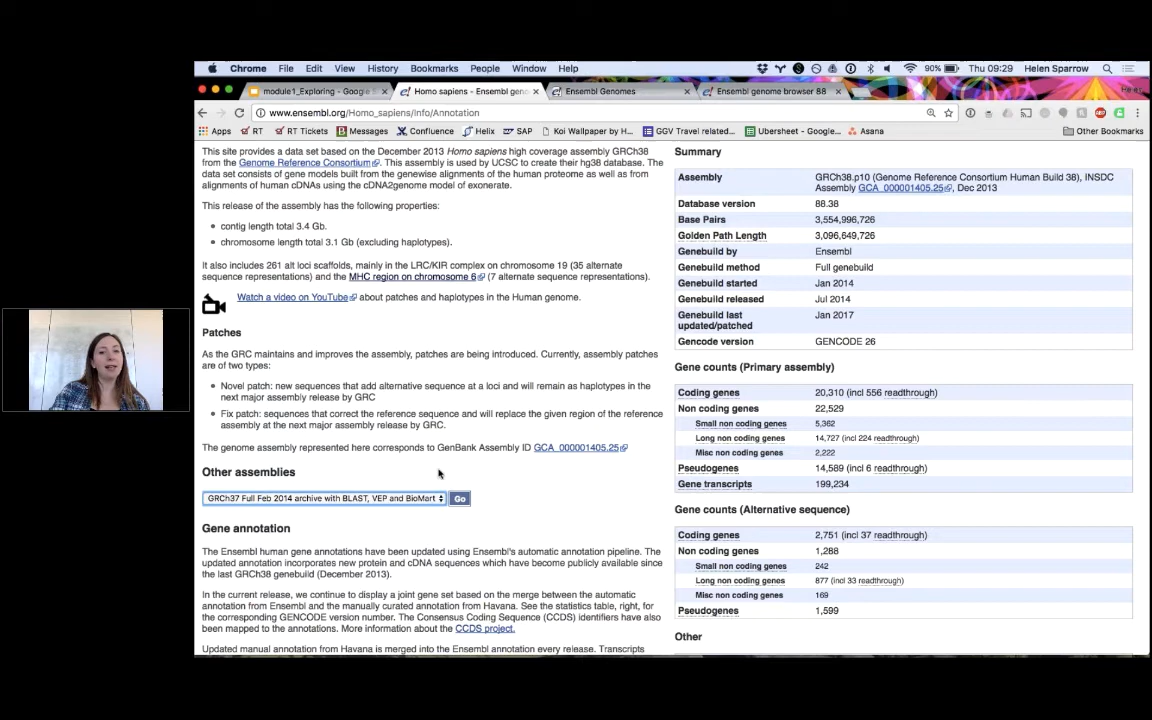 Chrome File Edit View History Bookmarks People Window Help 90% Thu 09:29 Helen Sparrow
module1_Exploring - Google S Homo sapiens - Ensembl geno Ensembl Genomes Ensembl genome browser 88
www.ensembl.org/Homo_sapiens/Info/Annotation
Apps RT RT Tickets Messages Confluence Helix SAP Koi Wallpaper by H... GGV Travel related... Ubersheet - Google... Asana Other Bookmarks
This site provides a data set based on the December 2013 Homo sapiens high coverage assembly GRCh38
from the Genome Reference Consortium. This assembly is used by UCSC to create their hg38 database. The
data set consists of gene models built from the genewise alignments of the human proteome as well as from
alignments of human cDNAs using the cDNA2genome model of exonerate.
This release of the assembly has the following properties:
• contig length total 3.4 Gb.
• chromosome length total 3.1 Gb (excluding haplotypes).
It also includes 261 alt loci scaffolds, mainly in the LRC/KIR complex on chromosome 19 (35 alternate
sequence representations) and the MHC region on chromosome 6 (7 alternate sequence representations).
Watch a video on YouTube about patches and haplotypes in the Human genome.
Patches
As the GRC maintains and improves the assembly, patches are being introduced. Currently, assembly patches
are of two types:
• Novel patch: new sequences that add alternative sequence at a loci and will remain as haplotypes in the
next major assembly release by GRC
• Fix patch: sequences that correct the reference sequence and will replace the given region of the reference
assembly at the next major assembly release by GRC.
The genome assembly represented here corresponds to GenBank Assembly ID GCA_000001405.25
Other assemblies
GRCh37 Full Feb 2014 archive with BLAST, VEP and BioMart Go
Gene annotation
The Ensembl human gene annotations have been updated using Ensembl's automatic annotation pipeline. The
updated annotation incorporates new protein and cDNA sequences which have become publicly available since
the last GRCh38 genebuild (December 2013).
In the current release, we continue to display a joint gene set based on the merge between the automatic
annotation from Ensembl and the manually curated annotation from Havana. See the statistics table, right, for
the corresponding GENCODE version number. The Consensus Coding Sequence (CCDS) identifiers have also
been mapped to the annotations. More information about the CCDS project.
Updated manual annotation from Havana is merged into the Ensembl annotation every release. Transcripts
Summary
Assembly GRCh38.p10 (Genome Reference Consortium Human Build 38), INSDC
Assembly GCA_000001405.25, Dec 2013
Database version 88.38
Base Pairs 3,554,996,726
Golden Path Length 3,096,649,726
Genebuild by Ensembl
Genebuild method Full genebuild
Genebuild started Jan 2014
Genebuild released Jul 2014
Genebuild last Jan 2017
updated/patched
Gencode version GENCODE 26
Gene counts (Primary assembly)
Coding genes 20,310 (incl 556 readthrough)
Non coding genes 22,529
Small non coding genes 5,362
Long non coding genes 14,727 (incl 224 readthrough)
Misc non coding genes 2,222
Pseudogenes 14,589 (incl 6 readthrough)
Gene transcripts 199,234
Gene counts (Alternative sequence)
Coding genes 2,751 (incl 37 readthrough)
Non coding genes 1,288
Small non coding genes 242
Long non coding genes 877 (incl 33 readthrough)
Misc non coding genes 169
Pseudogenes 1,599
Other